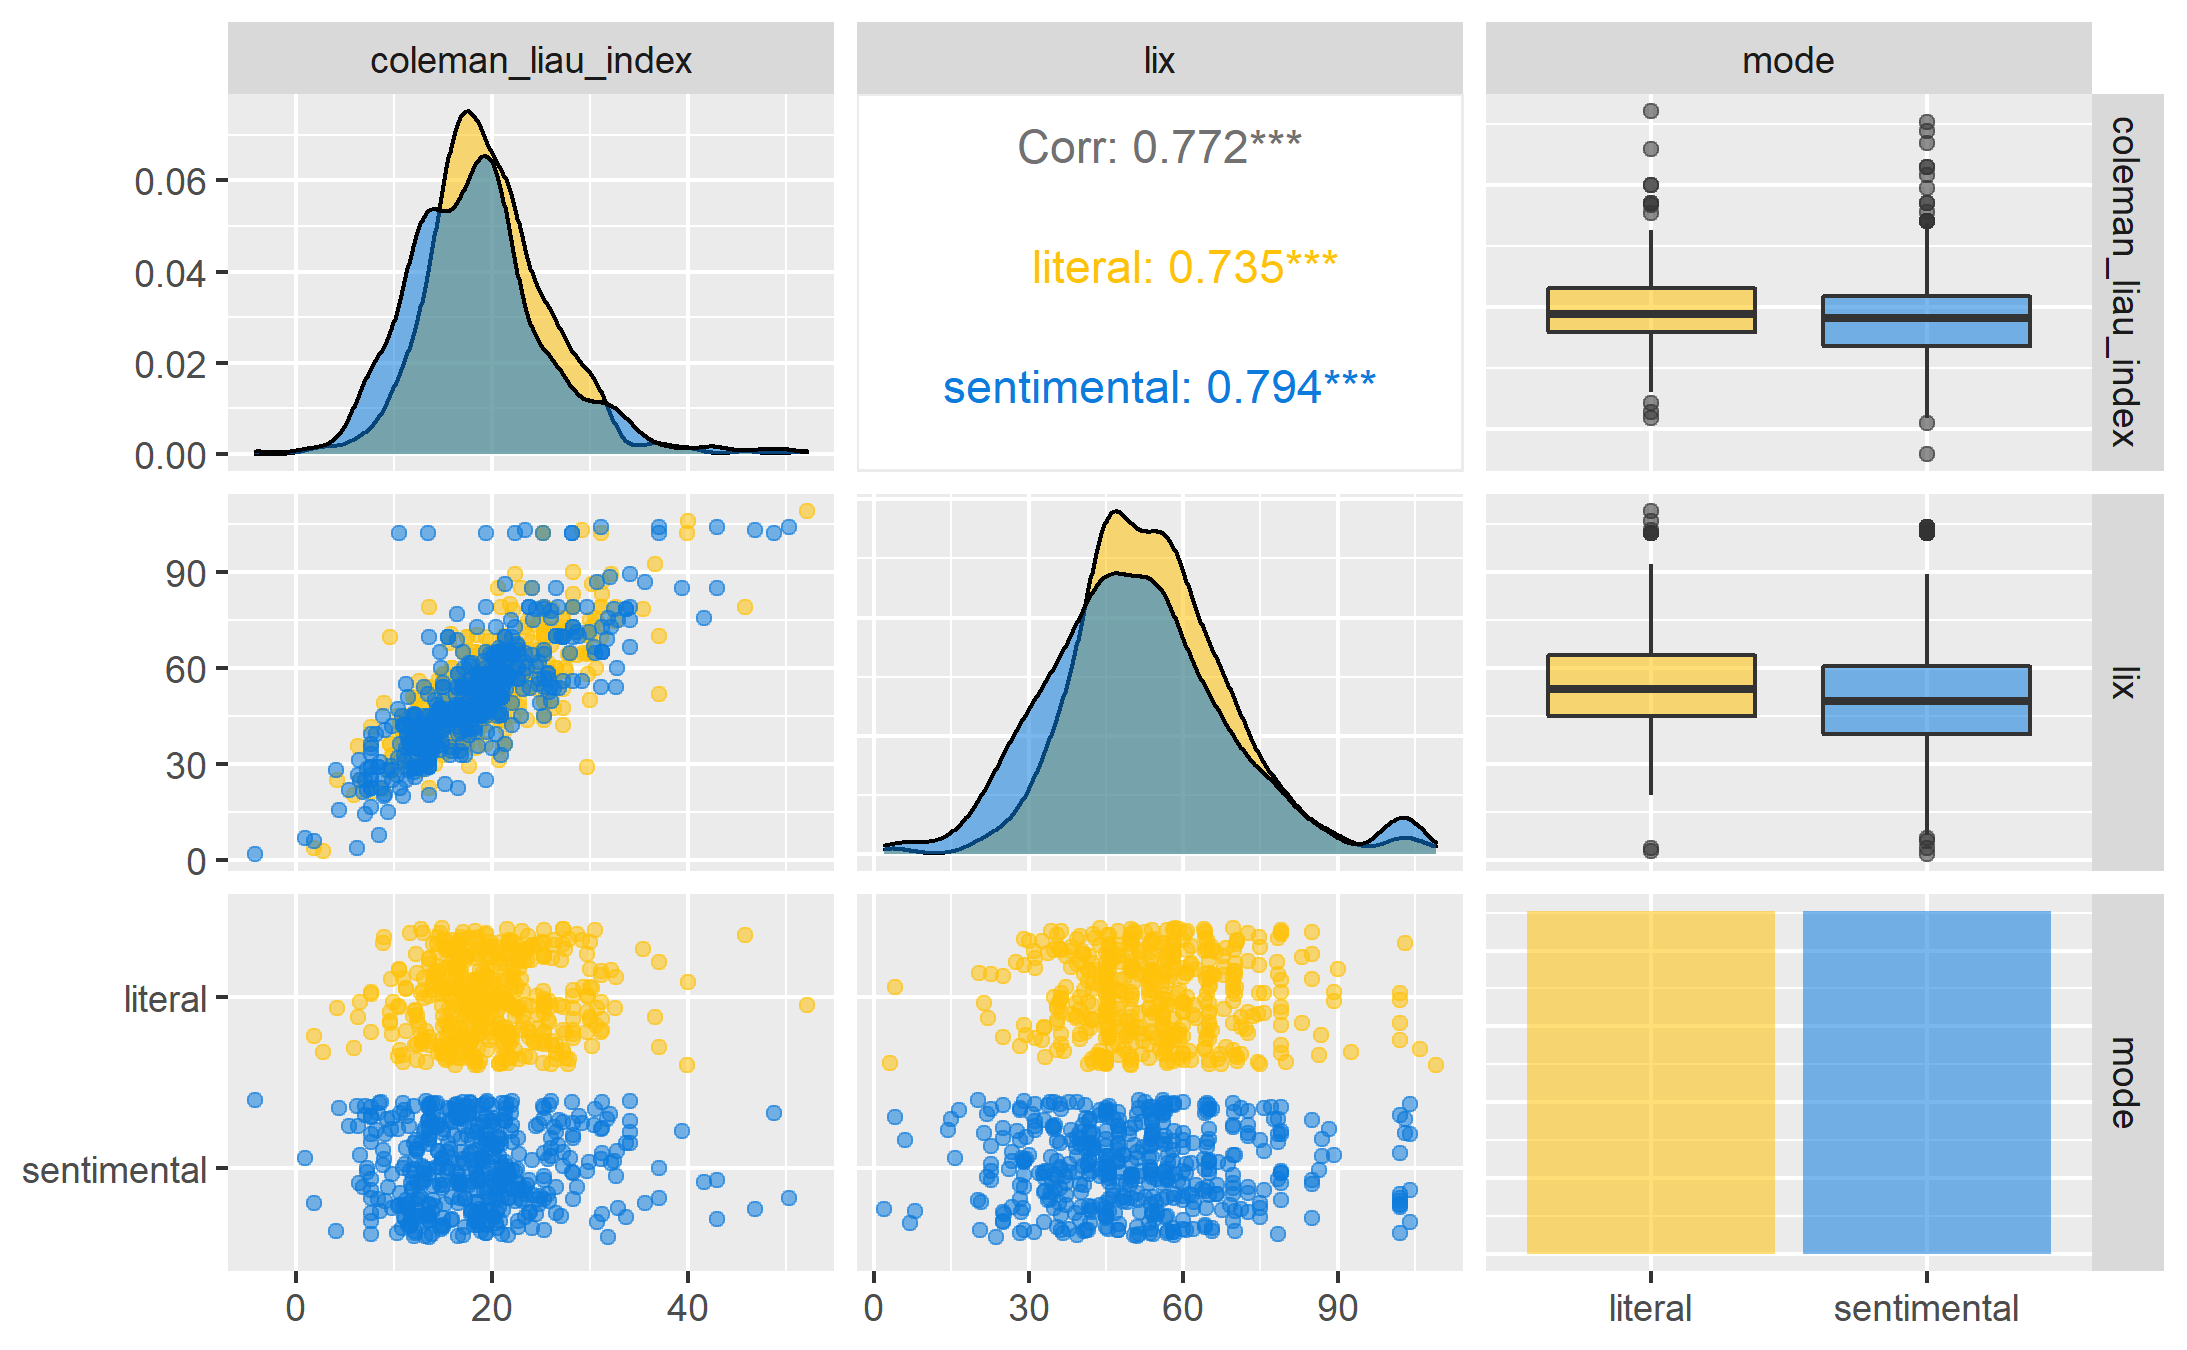 coleman_liau_index
lix
mode
0.06
0.04
0.02
0.00
Corr: 0.772***
literal: 0.735***
sentimental: 0.794***
coleman_liau_index
90
60
30
0
lix
literal
sentimental
mode
0
20
40
0
30
60
90
literal
sentimental